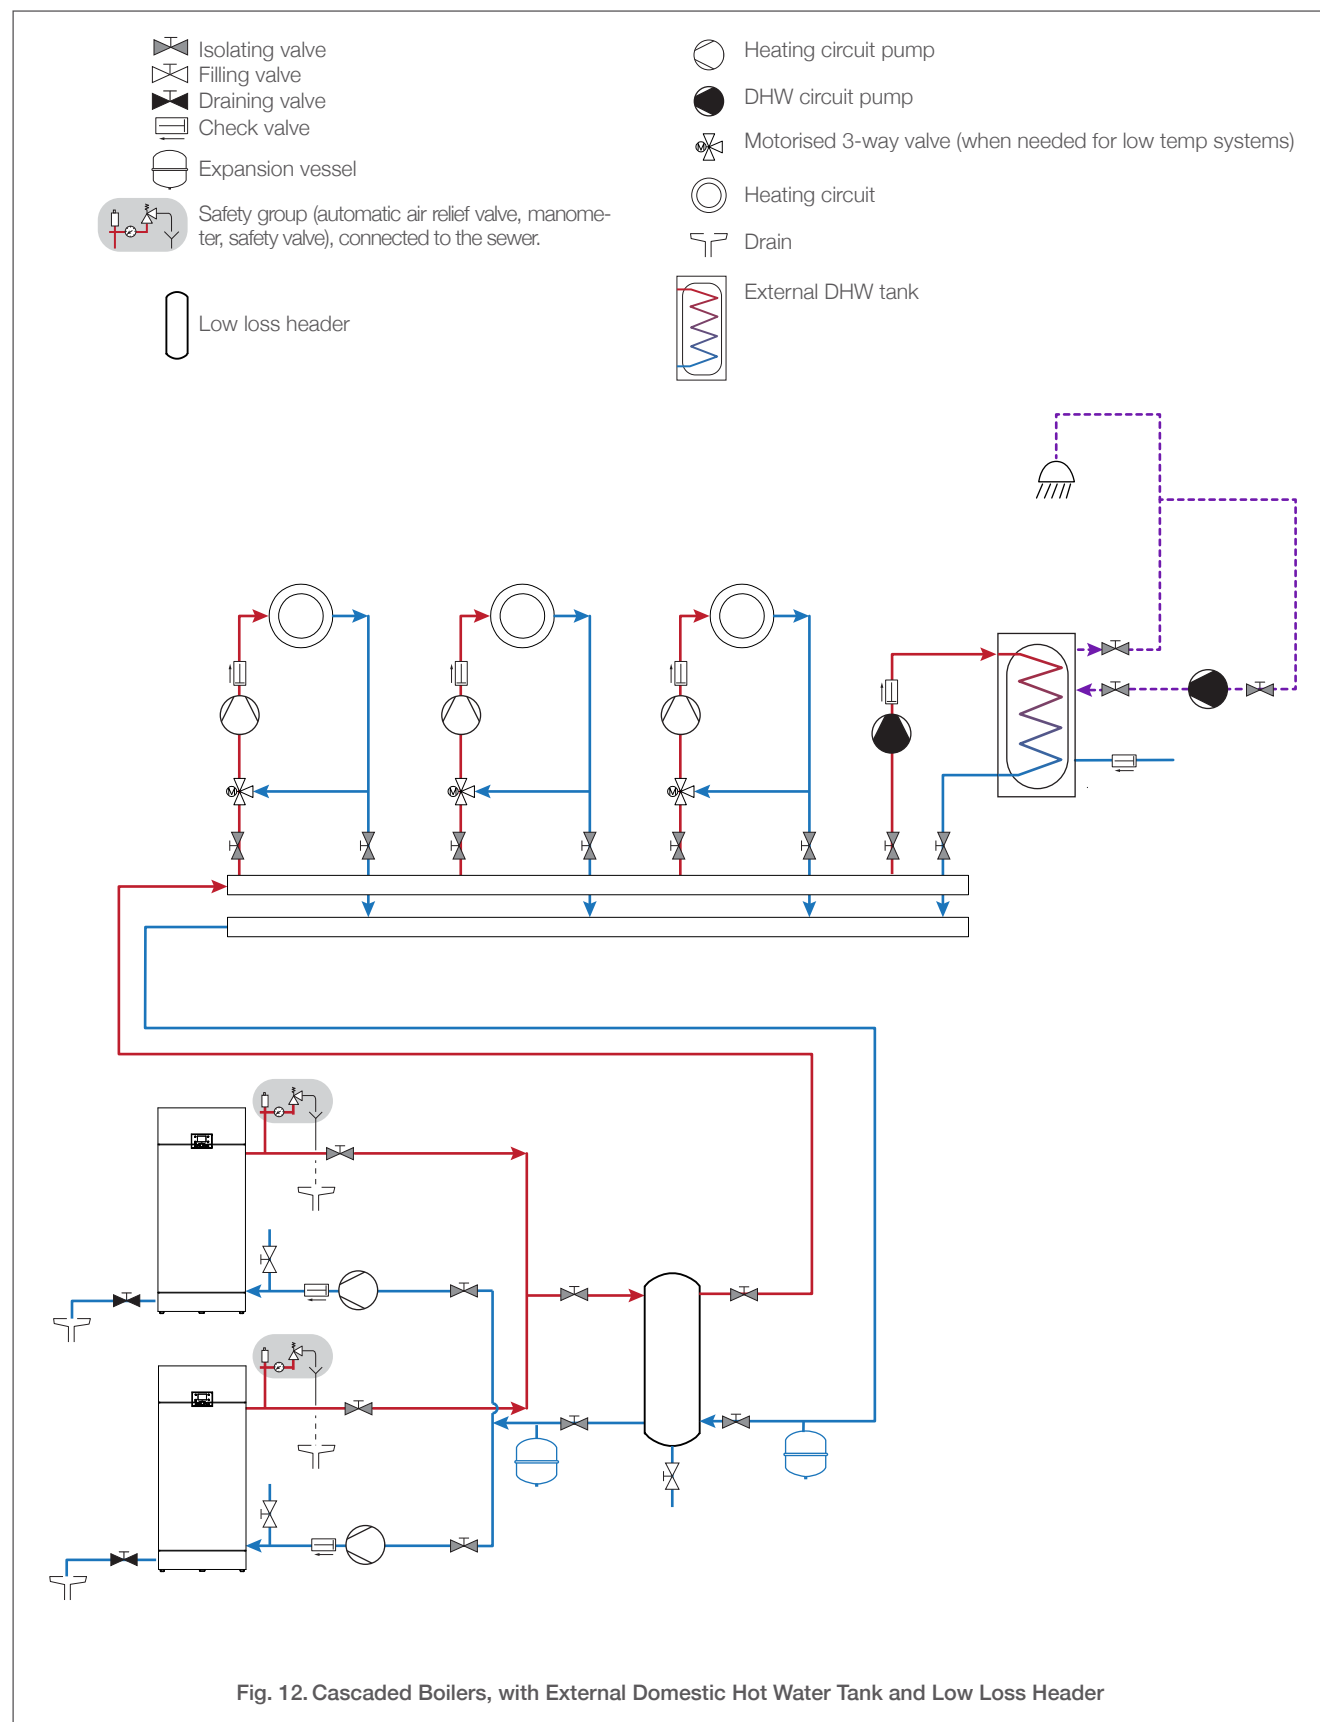 Isolating valve
Filling valve
Draining valve
Check valve
Expansion vessel
Safety group (automatic air relief valve, manome-
ter, safety valve), connected to the sewer.
Low loss header
Heating circuit pump
DHW circuit pump
M
Motorised 3-way valve (when needed for low temp systems)
Heating circuit
Drain
External DHW tank
M
M
M
Fig. 12. Cascaded Boilers, with External Domestic Hot Water Tank and Low Loss Header